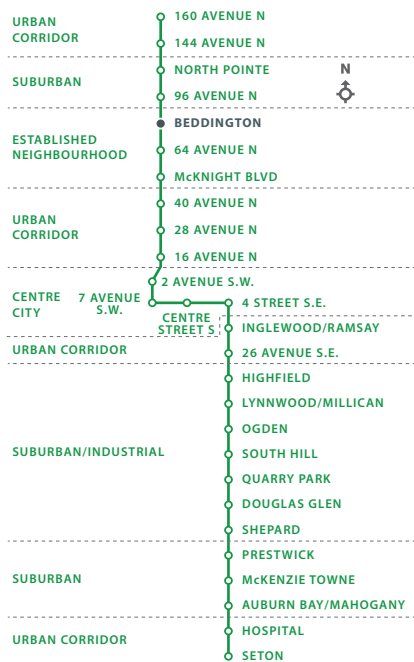 160 AVENUE N
URBAN
CORRIDOR
144 AVENUE N
NORTH POINTE
N
SUBURBAN
96 AVENUE N
BEDDINGTON
ESTABLISHED
NEIGHBOURHOOD
64 AVENUE N
McKNIGHT BLVD
40 AVENUE N
URBAN
CORRIDOR
28 AVENUE N
16 AVENUE N
2 AVENUE S.W.
CENTRE
CITY
7 AVENUE
S.W.
CENTRE
STREET S
4 STREET S.E.
INGLEWOOD/RAMSAY
URBAN CORRIDOR
26 AVENUE S.E.
HIGHFIELD
LYNNWOOD/MILLICAN
OGDEN
SUBURBAN/INDUSTRIAL
SOUTH HILL
QUARRY PARK
DOUGLAS GLEN
SHEPARD
PRESTWICK
SUBURBAN
McKENZIE TOWNE
AUBURN BAY/MAHOGANY
HOSPITAL
URBAN CORRIDOR
SETON